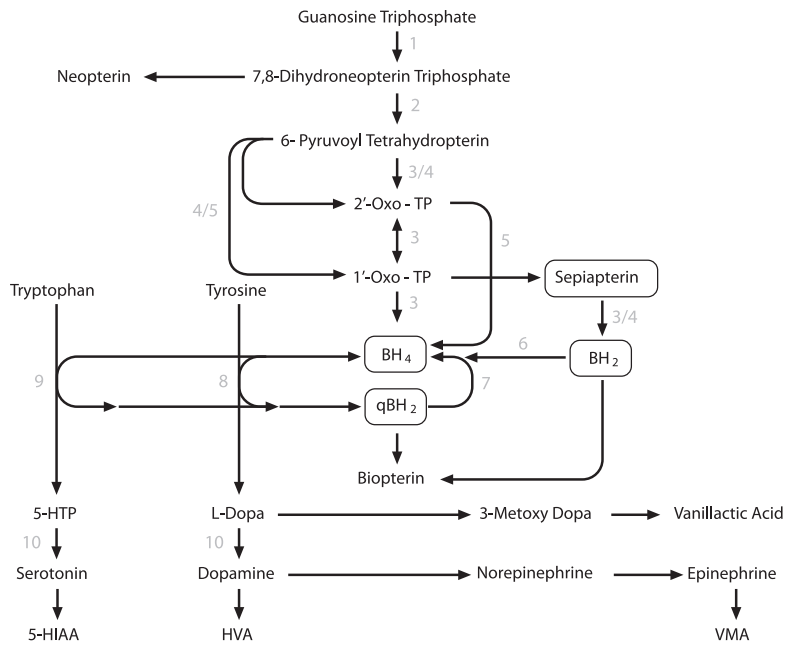 Guanosine Triphosphate
1
Neopterin
7,8-Dihydroneopterin Triphosphate
2
6- Pyruvoyl Tetrahydropterin
3/4
4/5
2′-Oxo - TP
3
5
1′-Oxo - TP
Sepiapterin
Tryptophan
Tyrosine
3
3/4
BH4
6
BH2
9
8
7
qBH2
Biopterin
5-HTP
L-Dopa
3-Metoxy Dopa
Vanillactic Acid
10
10
Serotonin
Dopamine
Norepinephrine
Epinephrine
5-HIAA
HVA
VMA